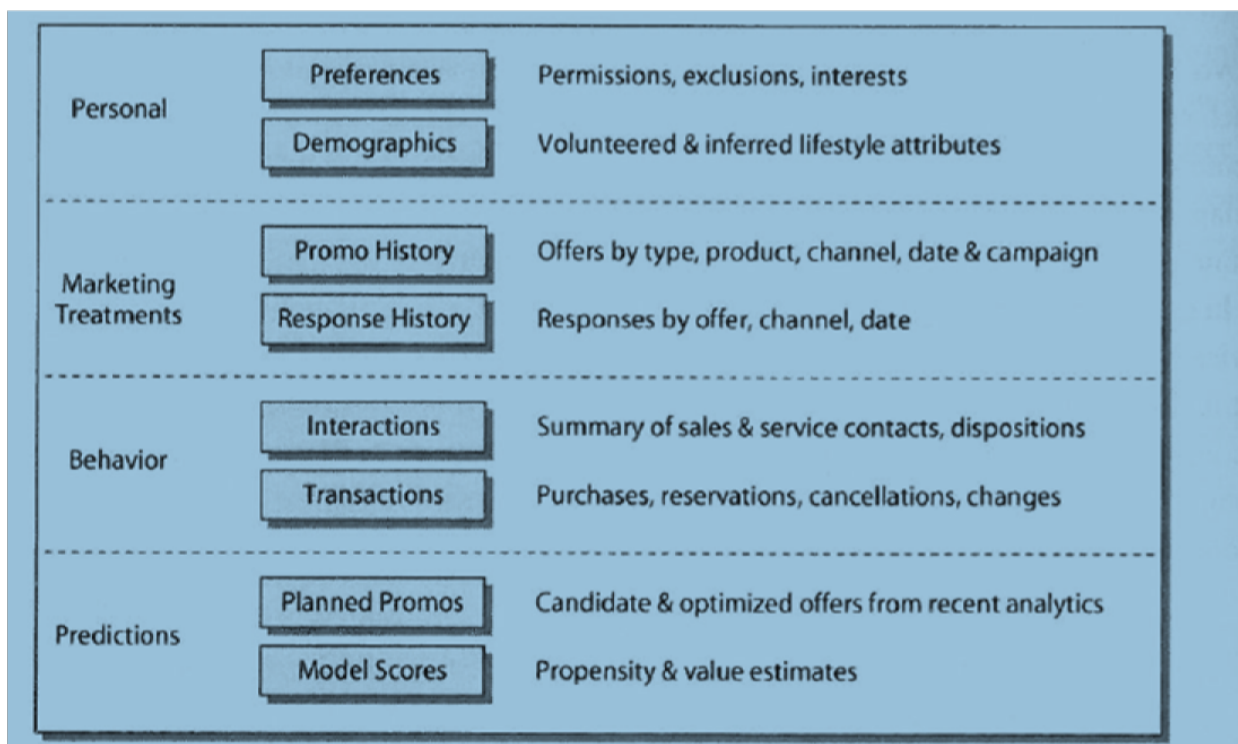 Personal
Preferences
Permissions, exclusions, interests
Demographics
Volunteered & inferred lifestyle attributes
Marketing
Treatments
Promo History
Offers by type, product, channel, date & campaign
Response History
Responses by offer, channel, date
Behavior
Interactions
Summary of sales & service contacts, dispositions
Transactions
Purchases, reservations, cancellations, changes
Predictions
Planned Promos
Candidate & optimized offers from recent analytics
Model Scores
Propensity & value estimates